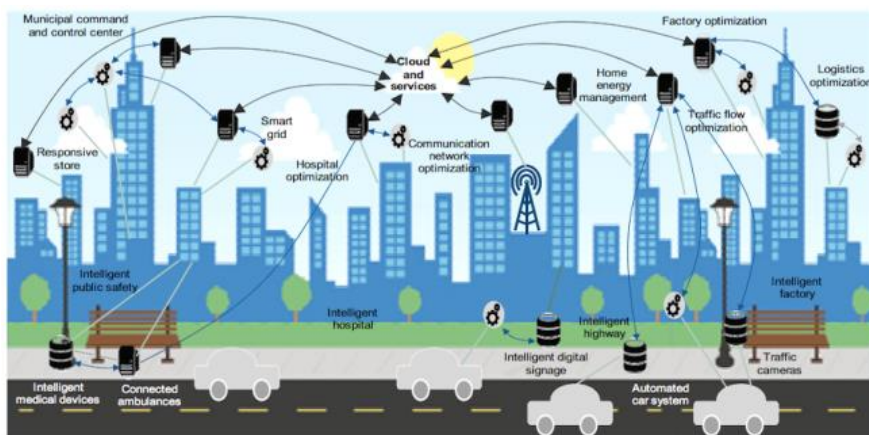 Municipal command
and control center
Cloud
and
services
Factory optimization
Home
energy
management
Logistics
optimization
Smart
grid
Traffic flow
optimization
Responsive
store
Hospital
optimization
Communication
network
optimization
Intelligent
public safety
Intelligent
hospital
Intelligent
highway
Intelligent
factory
Intelligent digital
signage
Traffic
cameras
Intelligent
medical devices
Connected
ambulances
Automated
car system